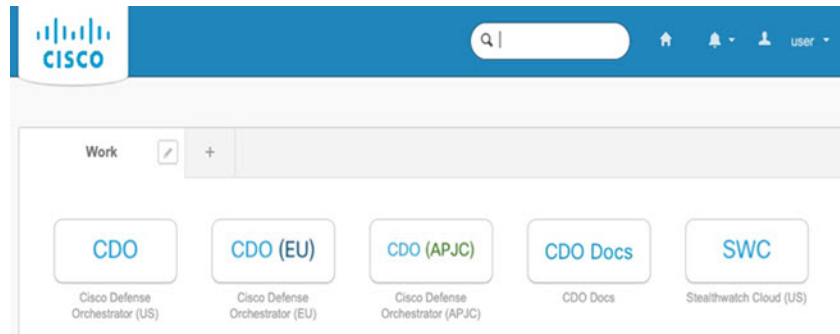 CISCO
user
Work
+
CDO
CDO (EU)
CDO (APJC)
CDO Docs
SWC
Cisco Defense
Orchestrator (US)
Cisco Defense
Orchestrator (EU)
Cisco Defense
Orchestrator (APJC)
CDO Docs
Stealthwatch Cloud (US)